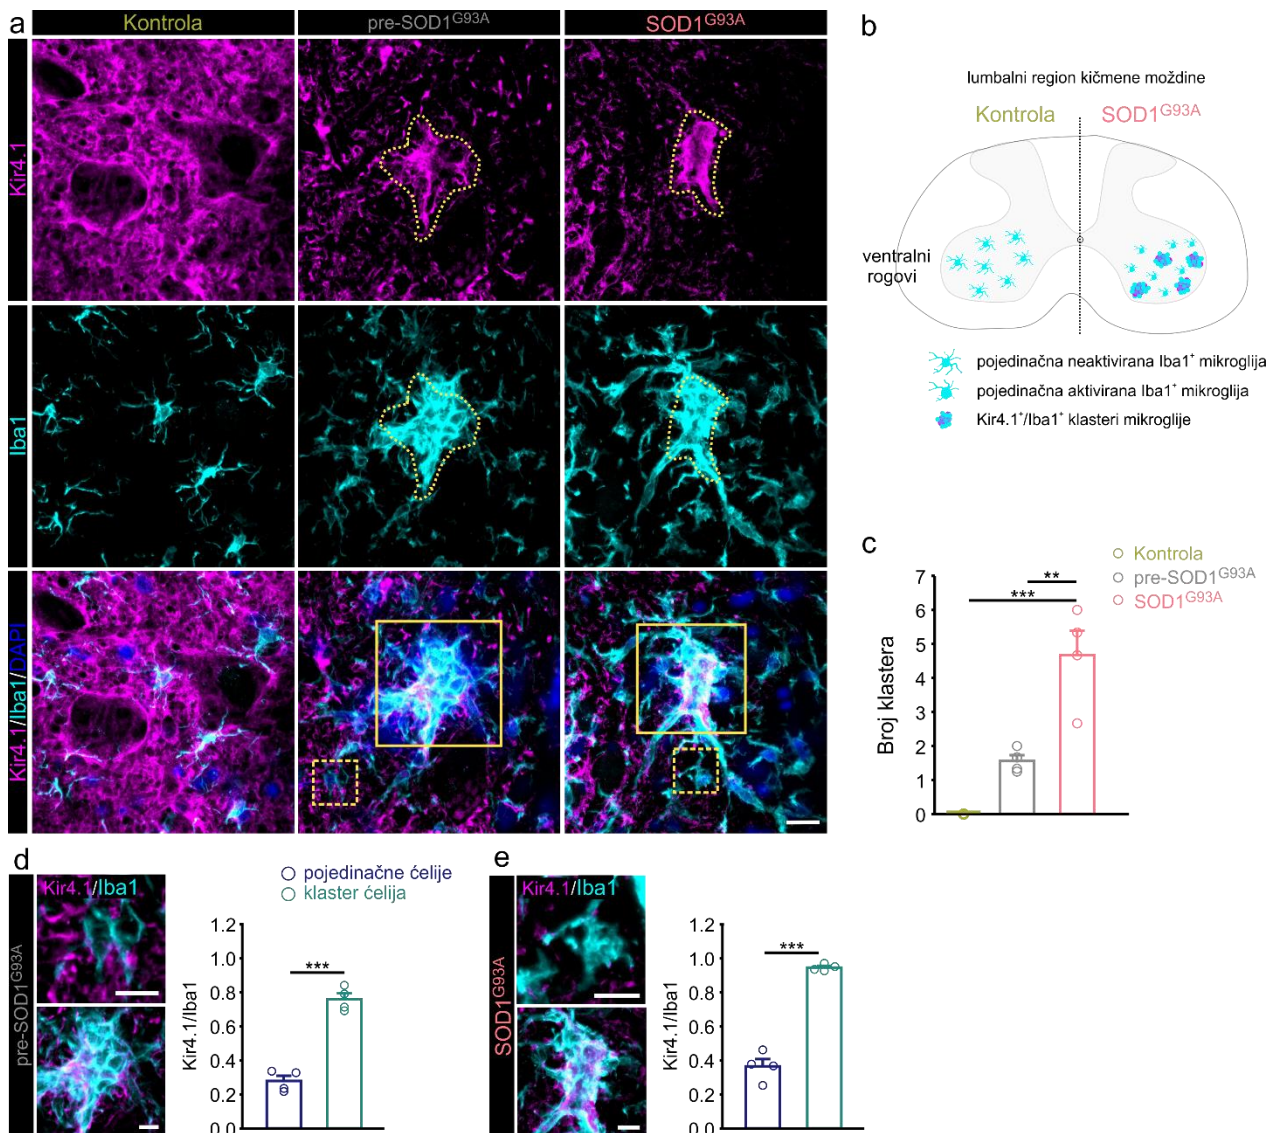 a
Kontrola
pre-SOD1G93A
SOD1G93A
Kir4.1
Iba1
Kir4.1/Iba1/DAPI
b
lumbalni region kičmene moždine
Kontrola
SOD1G93A
ventralni
rogovi
pojedinačna neaktivirana Iba1+ mikroglija
pojedinačna aktivirana Iba1+ mikroglija
Kir4.1+/Iba1+ klasteri mikroglije
c
Kontrola
pre-SOD1G93A
SOD1G93A
Broj klastera
7
6
5
4
3
2
1
0
**
***
d
pre-SOD1G93A
Kir4.1/Iba1
pojedinačne ćelije
klaster ćelija
Kir4.1/Iba1
1.2
1.0
0.8
0.6
0.4
0.2
0.0
***
e
SOD1G93A
Kir4.1/Iba1
Kir4.1/Iba1
1.2
1.0
0.8
0.6
0.4
0.2
0.0
***